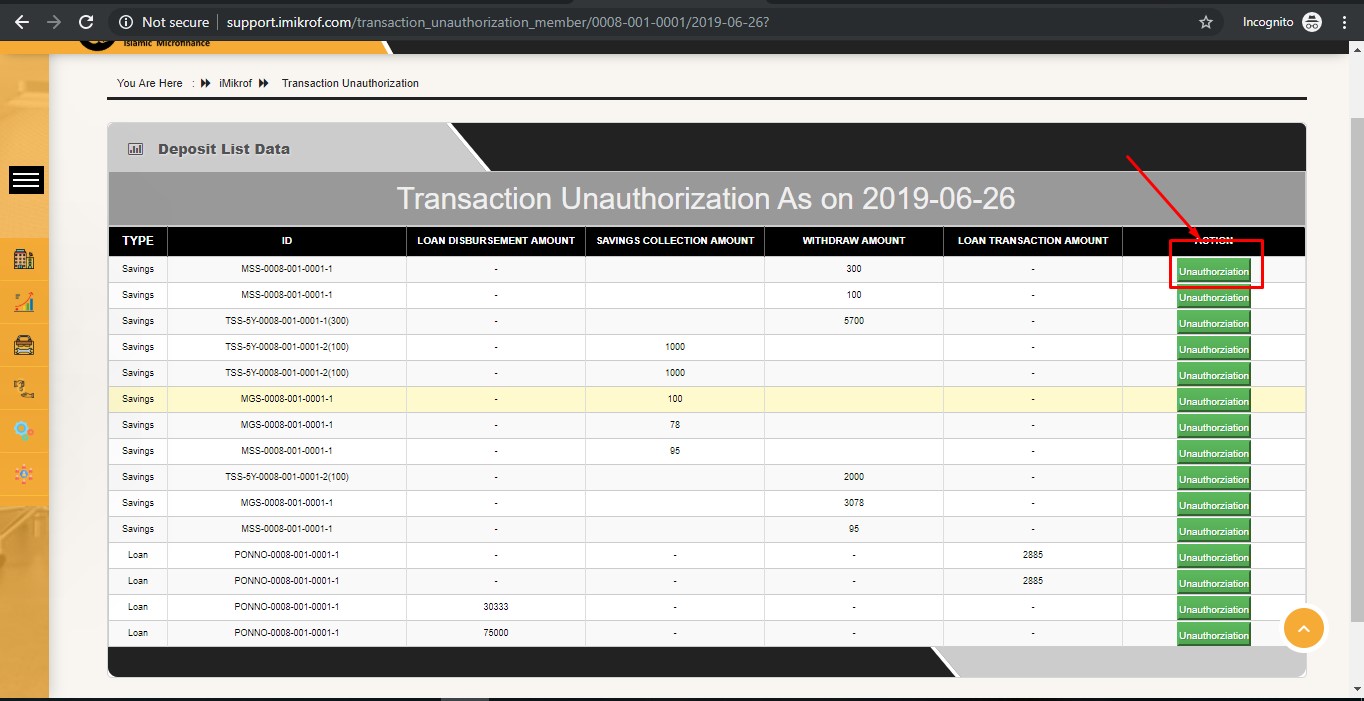 Not secure support.imikrof.com/transaction_unauthorization_member/0008-001-0001/2019-06-26? Incognito
Islamic Microfinance
You Are Here : iMikrof Transaction Unauthorization
Deposit List Data
Transaction Unauthorization As on 2019-06-26
TYPE ID LOAN DISBURSEMENT AMOUNT SAVINGS COLLECTION AMOUNT WITHDRAW AMOUNT LOAN TRANSACTION AMOUNT ACTION
Savings MSS-0008-001-0001-1 - 300 - Unauthorziation
Savings MSS-0008-001-0001-1 - 100 - Unauthorziation
Savings TSS-5Y-0008-001-0001-1(300) - 5700 - Unauthorziation
Savings TSS-5Y-0008-001-0001-2(100) - 1000 - Unauthorziation
Savings TSS-5Y-0008-001-0001-2(100) - 1000 - Unauthorziation
Savings MGS-0008-001-0001-1 - 100 - Unauthorziation
Savings MGS-0008-001-0001-1 - 78 - Unauthorziation
Savings MSS-0008-001-0001-1 - 95 - Unauthorziation
Savings TSS-5Y-0008-001-0001-2(100) - 2000 - Unauthorziation
Savings MGS-0008-001-0001-1 - 3078 - Unauthorziation
Savings MSS-0008-001-0001-1 - 95 - Unauthorziation
Loan PONNO-0008-001-0001-1 - - - 2885 Unauthorziation
Loan PONNO-0008-001-0001-1 - - - 2885 Unauthorziation
Loan PONNO-0008-001-0001-1 30333 - - - Unauthorziation
Loan PONNO-0008-001-0001-1 75000 - - - Unauthorziation